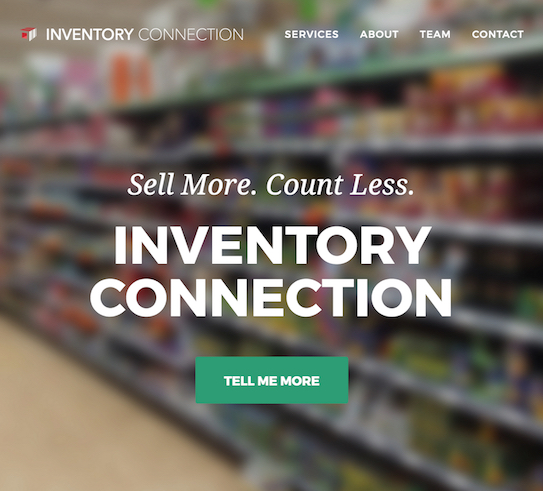 INVENTORY CONNECTION SERVICES ABOUT TEAM CONTACT
Sell More. Count Less.
INVENTORY
CONNECTION
TELL ME MORE